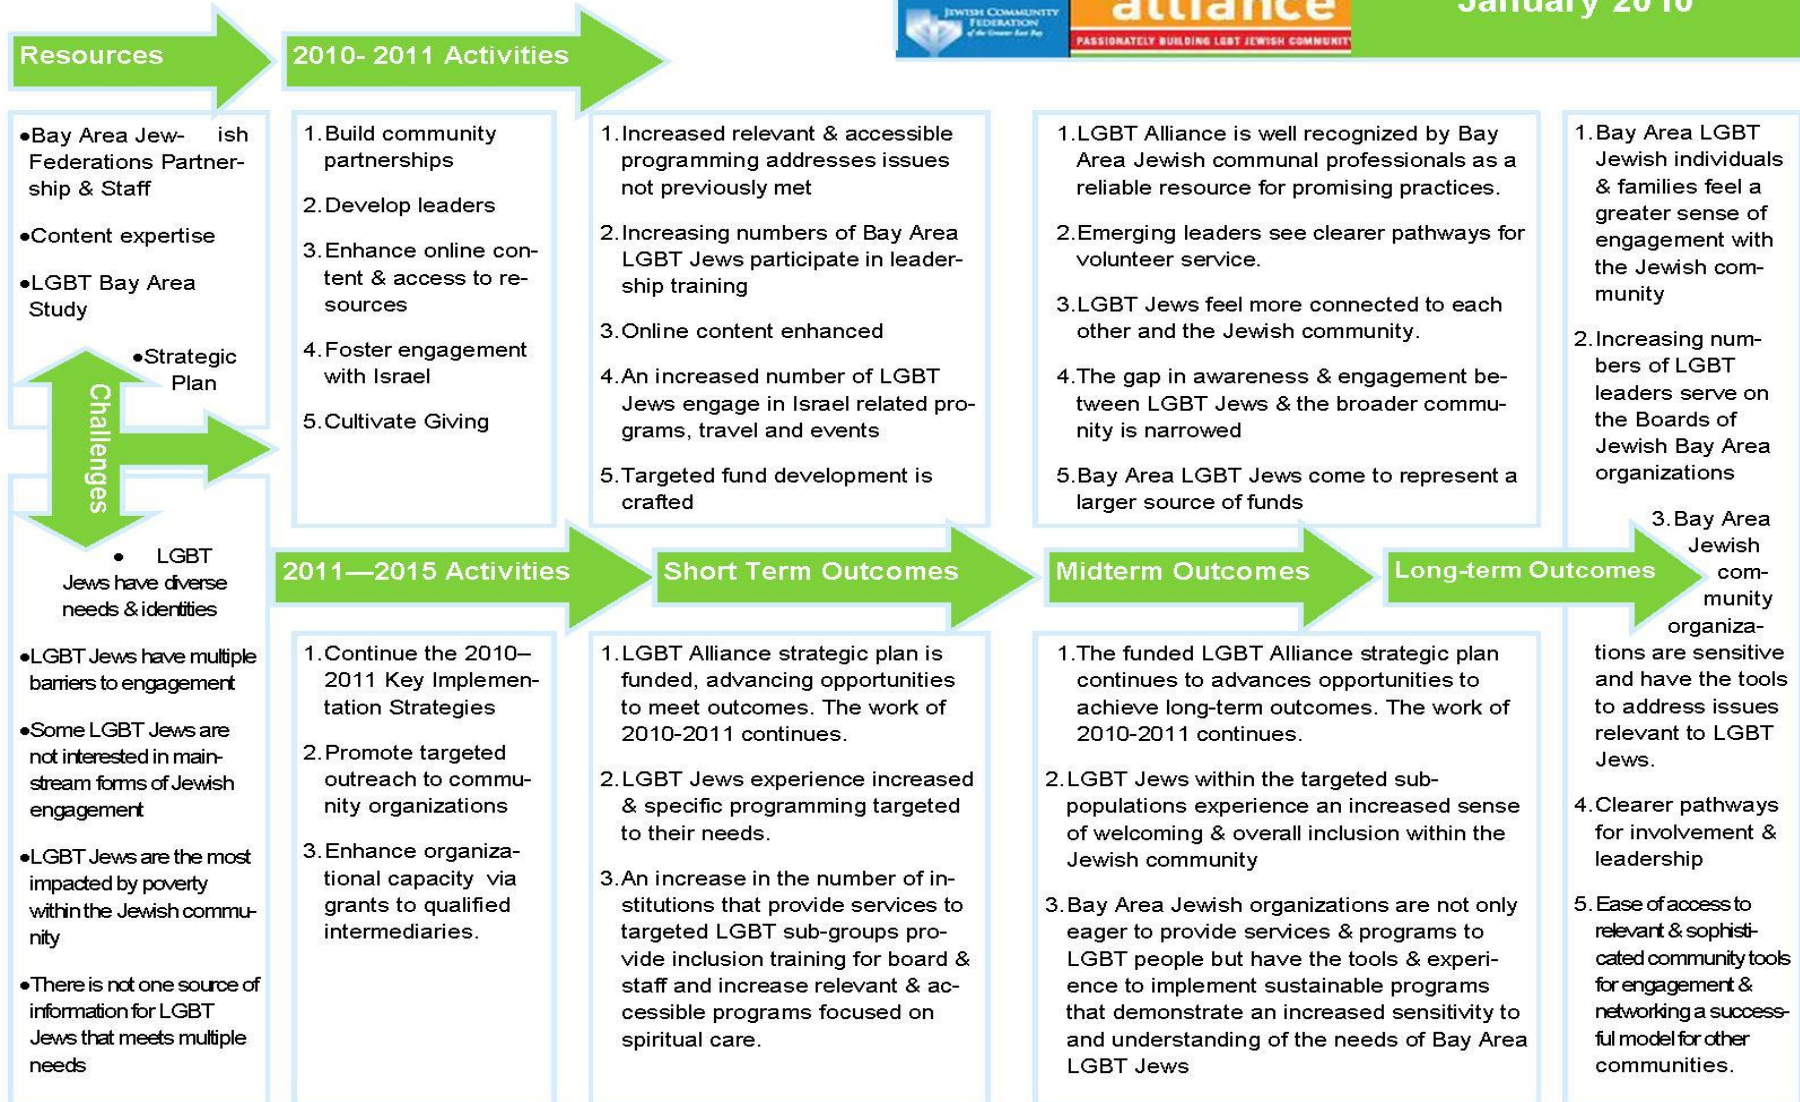 JEWISH COMMUNITY
FEDERATION
of the Greater East Bay
alliance
PASSIONATELY BUILDING LGBT JEWISH COMMUNITY
January 2010
Resources
2010- 2011 Activities
•Bay Area Jew- ish
Federations Partner-
ship & Staff
•Content expertise
•LGBT Bay Area
Study
•Strategic
Plan
Challenges
• LGBT
Jews have diverse
needs & identities
•LGBT Jews have multiple
barriers to engagement
•Some LGBT Jews are
not interested in main-
stream forms of Jewish
engagement
•LGBT Jews are the most
impacted by poverty
within the Jewish commu-
nity
•There is not one source of
information for LGBT
Jews that meets multiple
needs
1.Build community
partnerships
2.Develop leaders
3.Enhance online con-
tent & access to re-
sources
4.Foster engagement
with Israel
5.Cultivate Giving
1.Increased relevant & accessible
programming addresses issues
not previously met
2.Increasing numbers of Bay Area
LGBT Jews participate in leader-
ship training
3.Online content enhanced
4.An increased number of LGBT
Jews engage in Israel related pro-
grams, travel and events
5.Targeted fund development is
crafted
1.LGBT Alliance is well recognized by Bay
Area Jewish communal professionals as a
reliable resource for promising practices.
2.Emerging leaders see clearer pathways for
volunteer service.
3.LGBT Jews feel more connected to each
other and the Jewish community.
4.The gap in awareness & engagement be-
tween LGBT Jews & the broader commu-
nity is narrowed
5.Bay Area LGBT Jews come to represent a
larger source of funds
2011—2015 Activities
Short Term Outcomes
Midterm Outcomes
Long-term Outcomes
1.Continue the 2010–
2011 Key Implemen-
tation Strategies
2.Promote targeted
outreach to commu-
nity organizations
3.Enhance organiza-
tional capacity via
grants to qualified
intermediaries.
1.LGBT Alliance strategic plan is
funded, advancing opportunities
to meet outcomes. The work of
2010-2011 continues.
2.LGBT Jews experience increased
& specific programming targeted
to their needs.
3.An increase in the number of in-
stitutions that provide services to
targeted LGBT sub-groups pro-
vide inclusion training for board &
staff and increase relevant & ac-
cessible programs focused on
spiritual care.
1.The funded LGBT Alliance strategic plan
continues to advances opportunities to
achieve long-term outcomes. The work of
2010-2011 continues.
2.LGBT Jews within the targeted sub-
populations experience an increased sense
of welcoming & overall inclusion within the
Jewish community
3.Bay Area Jewish organizations are not only
eager to provide services & programs to
LGBT people but have the tools & experi-
ence to implement sustainable programs
that demonstrate an increased sensitivity to
and understanding of the needs of Bay Area
LGBT Jews
1.Bay Area LGBT
Jewish individuals
& families feel a
greater sense of
engagement with
the Jewish com-
munity
2.Increasing num-
bers of LGBT
leaders serve on
the Boards of
Jewish Bay Area
organizations
3.Bay Area
Jewish
com-
munity
organiza-
tions are sensitive
and have the tools
to address issues
relevant to LGBT
Jews.
4.Clearer pathways
for involvement &
leadership
5.Ease of access to
relevant & sophisti-
cated community tools
for engagement &
networking a success-
ful model for other
communities.